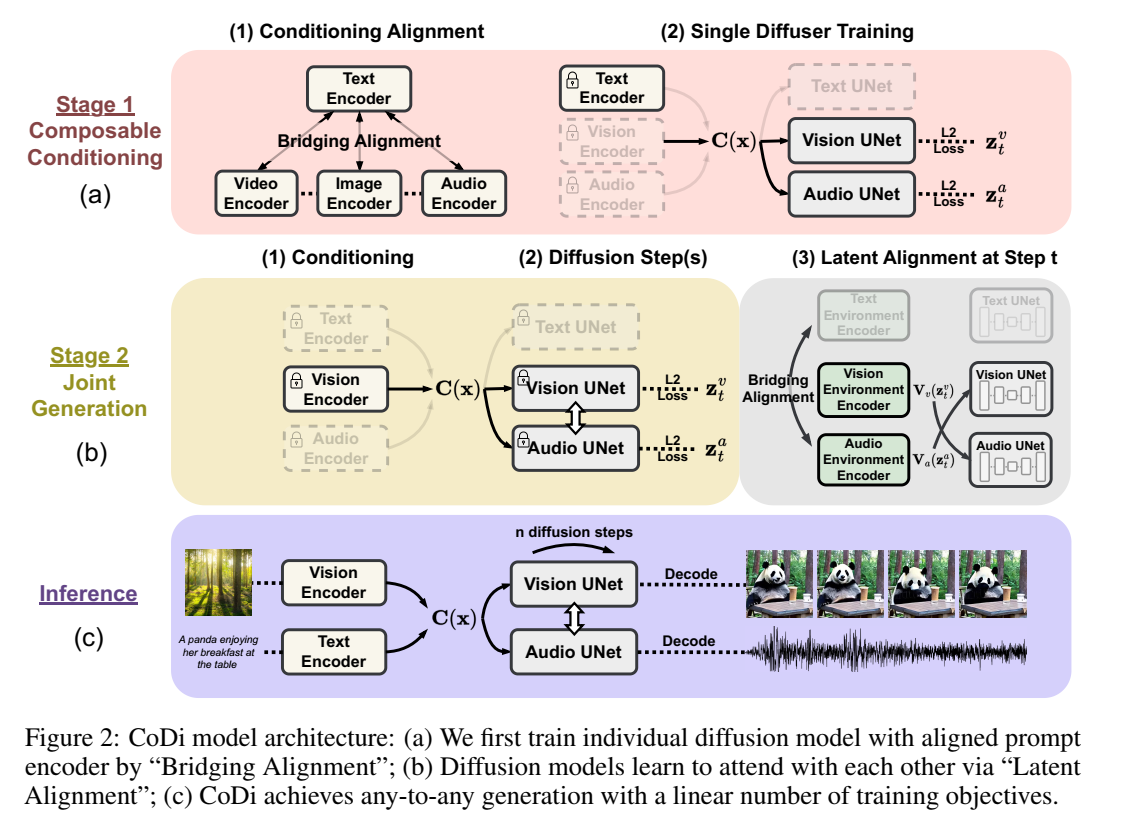 (1) Conditioning Alignment
(2) Single Diffuser Training
Stage 1
Composable
Conditioning
(a)
Text
Encoder
Bridging Alignment
Video
Encoder
Image
Encoder
Audio
Encoder
Text
Encoder
Vision
Encoder
Audio
Encoder
C(x)
Text UNet
Vision UNet
Audio UNet
L2
Loss
z_t^v
L2
Loss
z_t^a
(1) Conditioning
(2) Diffusion Step(s)
(3) Latent Alignment at Step t
Stage 2
Joint
Generation
(b)
Text
Encoder
Vision
Encoder
Audio
Encoder
C(x)
Text UNet
Vision UNet
Audio UNet
L2
Loss
z_t^v
L2
Loss
z_t^a
Bridging
Alignment
Text
Environment
Encoder
Vision
Environment
Encoder
Audio
Environment
Encoder
V_v(z_t^v)
V_a(z_t^a)
Text UNet
Vision UNet
Audio UNet
Inference
(c)
A panda enjoying
her breakfast at
the table
Vision
Encoder
Text
Encoder
C(x)
n diffusion steps
Vision UNet
Audio UNet
Decode
Decode
Figure 2: CoDi model architecture: (a) We first train individual diffusion model with aligned prompt
encoder by “Bridging Alignment”; (b) Diffusion models learn to attend with each other via “Latent
Alignment”; (c) CoDi achieves any-to-any generation with a linear number of training objectives.